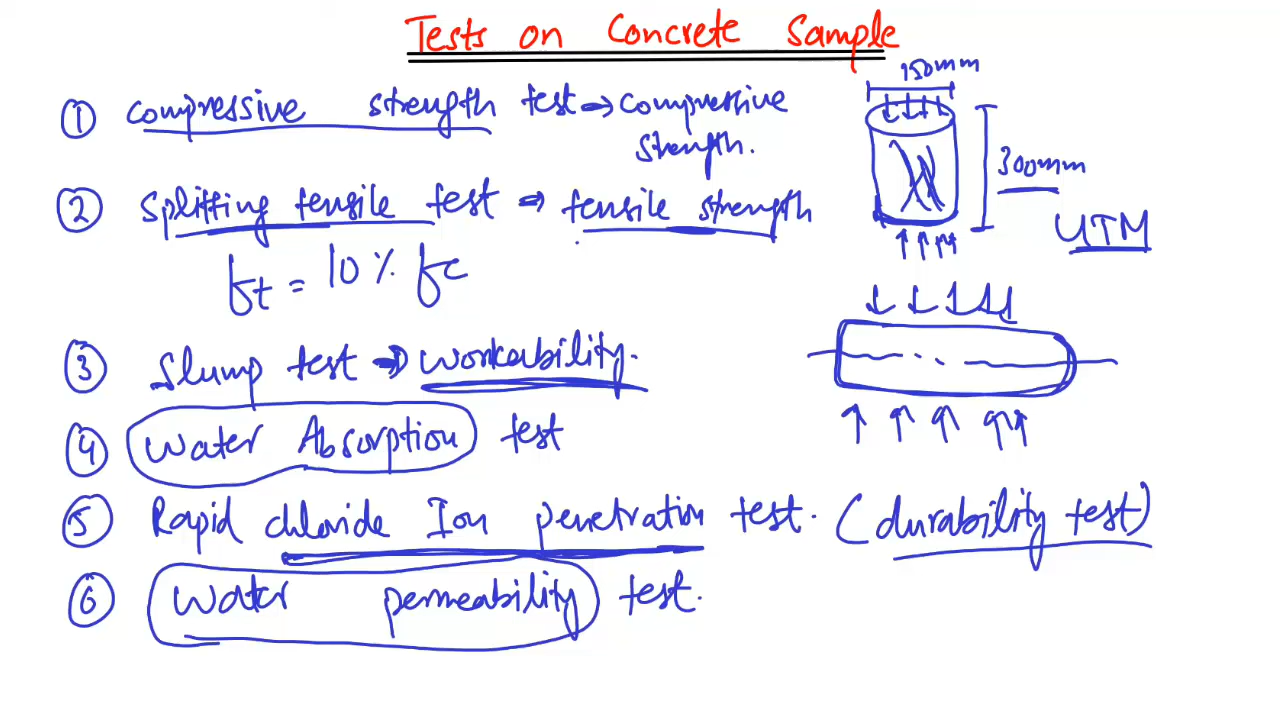 Tests on Concrete Sample
① compressive strength test → compressive strength.
② Splitting tensile test ⇒ tensile strength
ft = 10 % fc
③ Slump test → workability.
④ Water Absorption test
⑤ Rapid chloride Ion penetration test. (durability test)
⑥ Water permeability test.
150mm
300mm
UTM